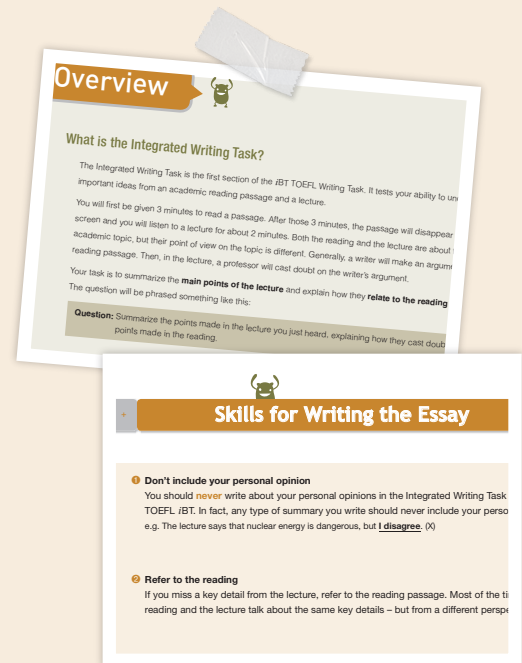 Overview
What is the Integrated Writing Task?
The Integrated Writing Task is the first section of the iBT TOEFL Writing Task. It tests your ability to
important ideas from an academic reading passage and a lecture.
You will first be given 3 minutes to read a passage. After those 3 minutes, the passage will disappear
screen and you will listen to a lecture for about 2 minutes. Both the reading and the lecture are about
academic topic, but their point of view on the topic is different. Generally, a writer will make an
reading passage. Then, in the lecture, a professor will cast doubt on the writer's argument.
Your task is to summarize the main points of the lecture and explain how they relate to the reading
The question will be phrased something like this:
Question: Summarize the points made in the lecture you just heard, explaining how they cast
points made in the reading.
+
Skills for Writing the Essay
1 Don't include your personal opinion
You should never write about your personal opinions in the Integrated Writing Task
TOEFL iBT. In fact, any type of summary you write should never include your
e.g. The lecture says that nuclear energy is dangerous, but I disagree. (X)
2 Refer to the reading
If you miss a key detail from the lecture, refer to the reading passage. Most of the
reading and the lecture talk about the same key details – but from a different